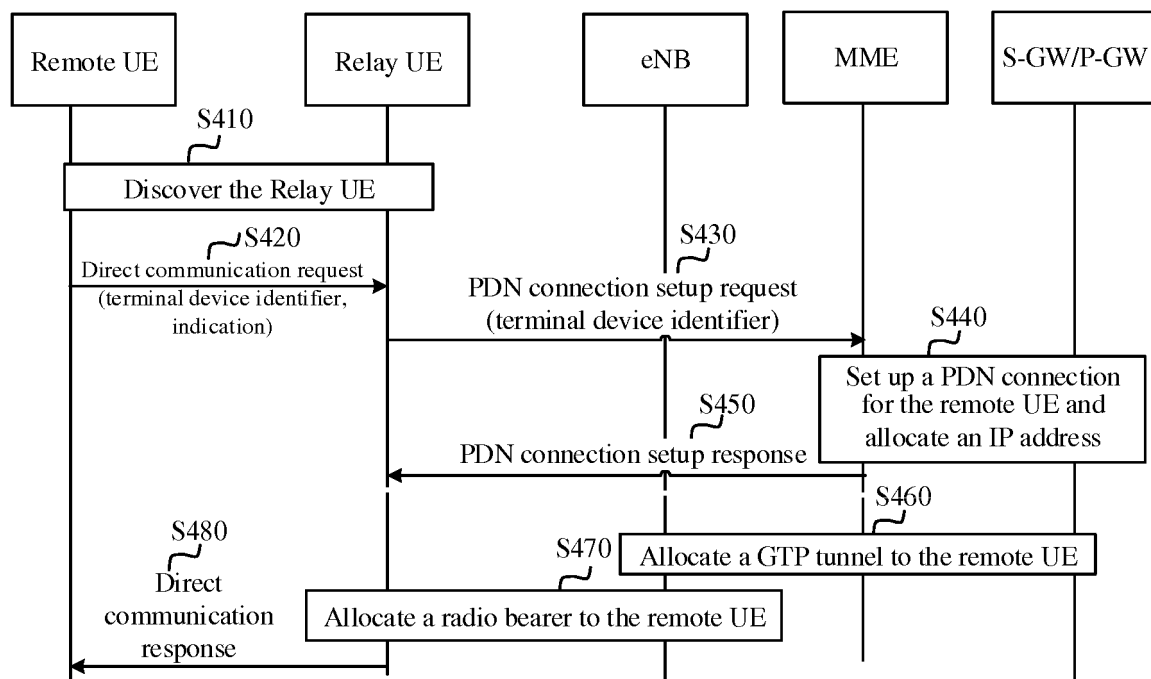 Remote UE
Relay UE
eNB
MME
S-GW/P-GW
S410
Discover the Relay UE
S420
Direct communication request
(terminal device identifier,
indication)
S430
PDN connection setup request
(terminal device identifier)
S440
Set up a PDN connection
for the remote UE and
allocate an IP address
S450
PDN connection setup response
S460
Allocate a GTP tunnel to the remote UE
S470
Allocate a radio bearer to the remote UE
S480
Direct
communication
response